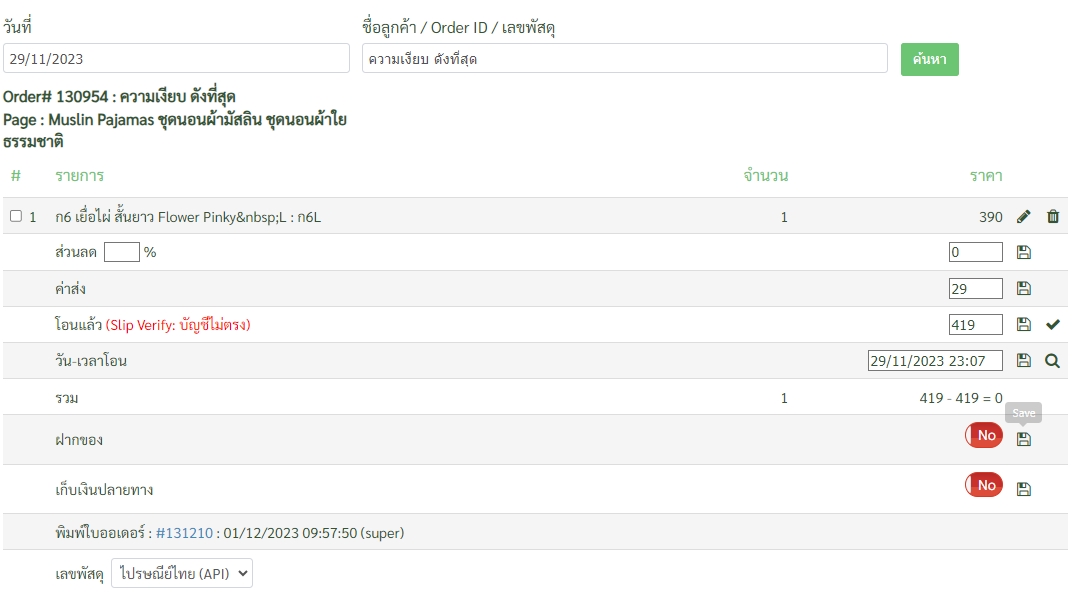 วันที่
ชื่อลูกค้า / Order ID / เลขพัสดุ
29/11/2023
ความเงียบ ดังที่สุด
ค้นหา
Order# 130954 : ความเงียบ ดังที่สุด
Page : Muslin Pajamas ชุดนอนผ้ามัสลิน ชุดนอนผ้าใย
ธรรมชาติ
# รายการ จำนวน ราคา
1 ก6 เยื่อไผ่ สั้นยาว Flower Pinky&nbsp;L : ก6L 1 390
ส่วนลด % 0
ค่าส่ง 29
โอนแล้ว (Slip Verify: บัญชีไม่ตรง) 419
วัน-เวลาโอน 29/11/2023 23:07
รวม 1 419 - 419 = 0
Save
ฝากของ No
เก็บเงินปลายทาง No
พิมพ์ใบออเดอร์ : #131210 : 01/12/2023 09:57:50 (super)
เลขพัสดุ ไปรษณีย์ไทย (API)